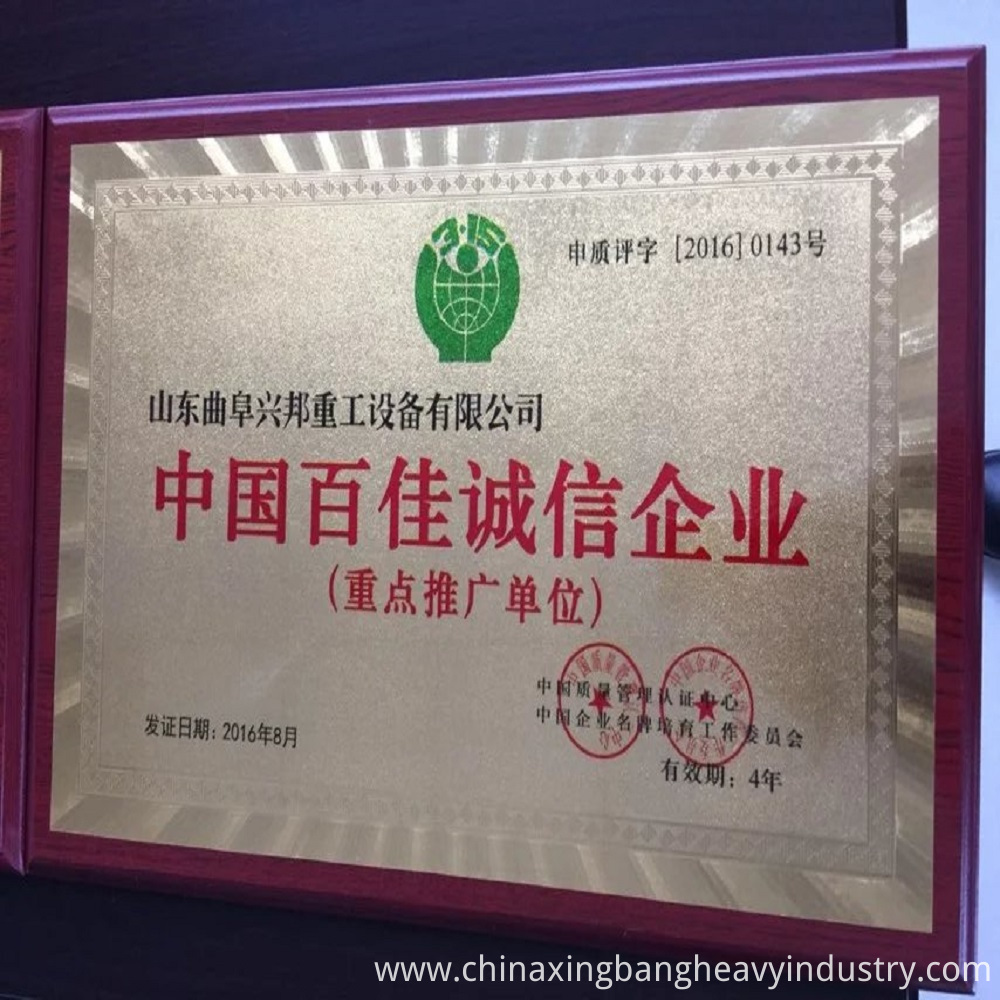 3·15
申质评字 [2016] 0143号
山东曲阜兴邦重工设备有限公司
中国百佳诚信企业
(重点推广单位)
中国质量管理认证中心
中国企业名牌培育工作委员会
发证日期: 2016年8月
有效期: 4年
www.chinaxingbangheavyindustry.com